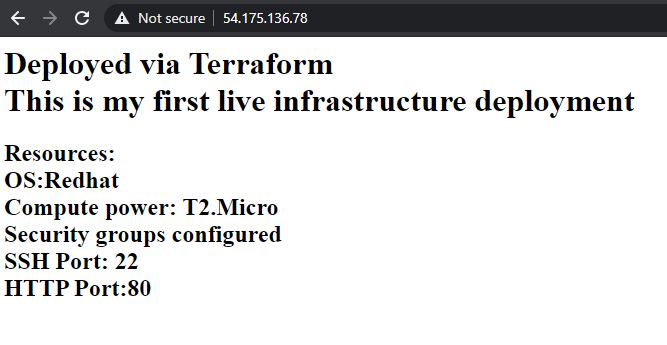 Not secure | 54.175.136.78
Deployed via Terraform
This is my first live infrastructure deployment
Resources:
OS:Redhat
Compute power: T2.Micro
Security groups configured
SSH Port: 22
HTTP Port:80